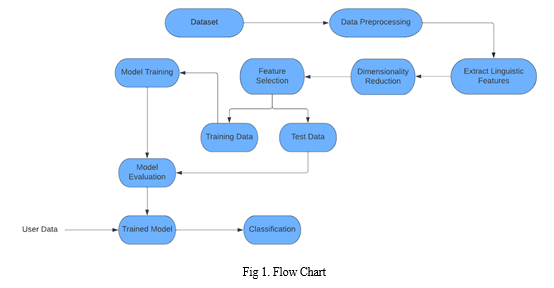 Dataset
Data Preprocessing
Extract Linguistic
Features
Dimensionality
Reduction
Feature
Selection
Model Training
Training Data
Test Data
Model
Evaluation
User Data
Trained Model
Classification
Fig 1. Flow Chart